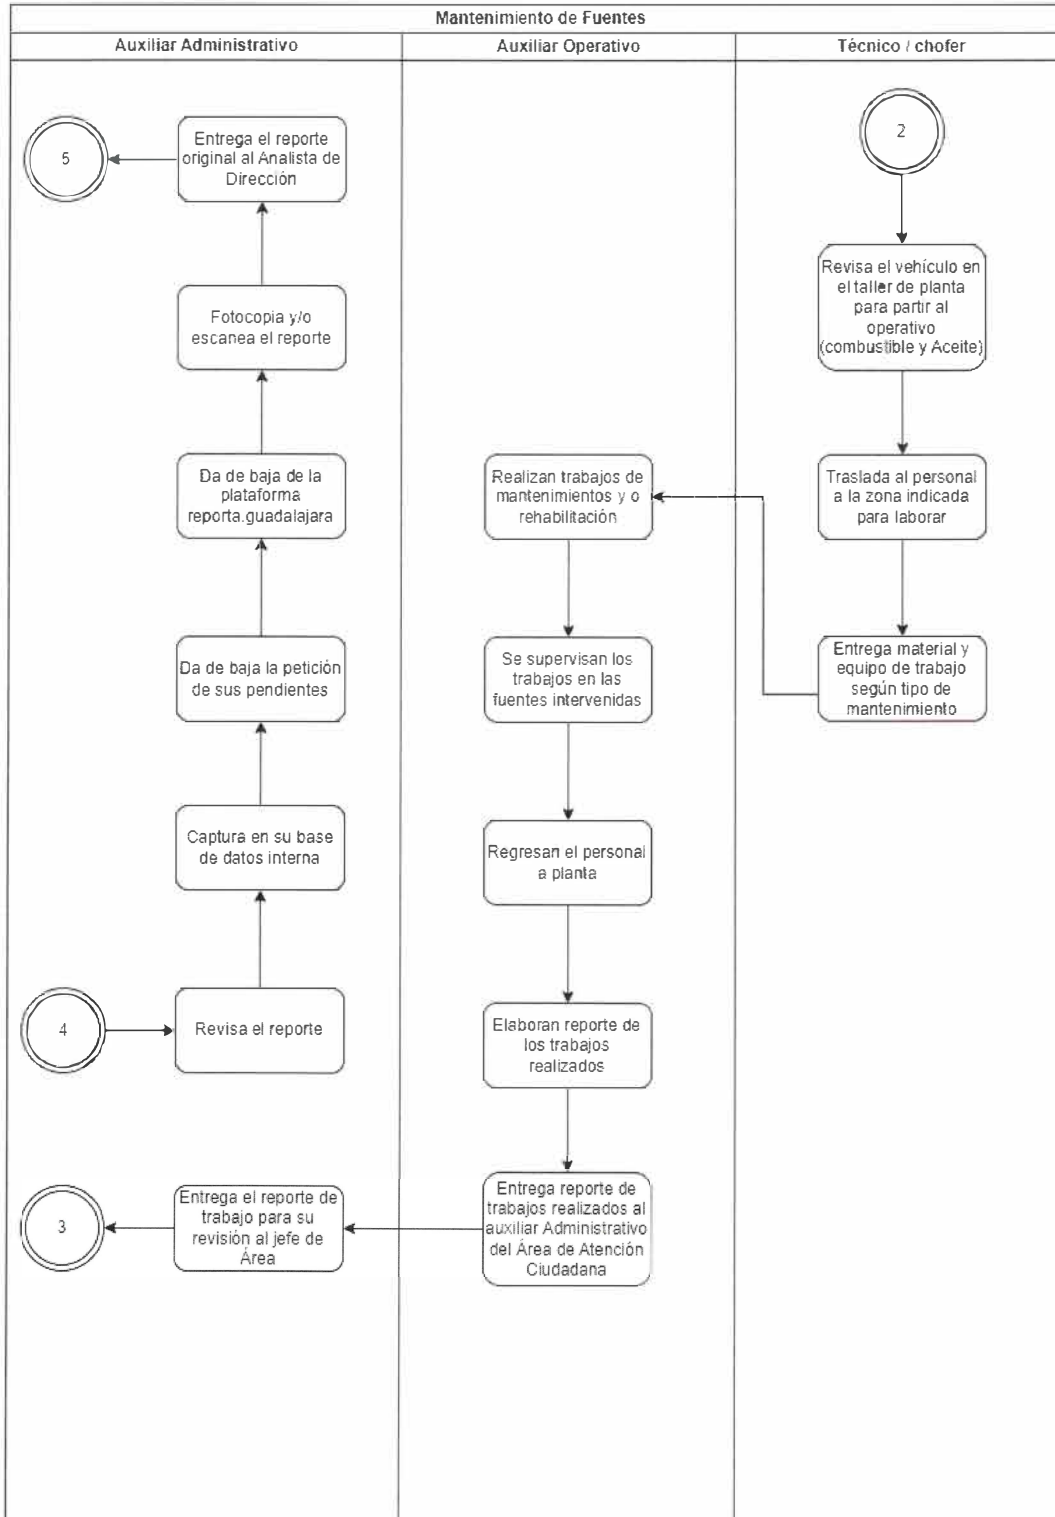 Mantenimiento de Fuentes
Auxiliar Administrativo
Auxiliar Operativo
Técnico / chofer
5
Entrega el reporte
original al Analista de
Dirección
Fotocopia y/o
escanea el reporte
Da de baja de la
plataforma
reporta.guadalajara
Da de baja la petición
de sus pendientes
Captura en su base
de datos interna
4
Revisa el reporte
3
Entrega el reporte de
trabajo para su
revisión al jefe de
Área
Realizan trabajos de
mantenimientos y o
rehabilitación
Se supervisan los
trabajos en las
fuentes intervenidas
Regresan el personal
a planta
Elaboran reporte de
los trabajos
realizados
Entrega reporte de
trabajos realizados al
auxiliar Administrativo
del Área de Atención
Ciudadana
2
Revisa el vehículo en
el taller de planta
para partir al
operativo
(combustible y Aceite)
Traslada al personal
a la zona indicada
para laborar
Entrega material y
equipo de trabajo
según tipo de
mantenimiento